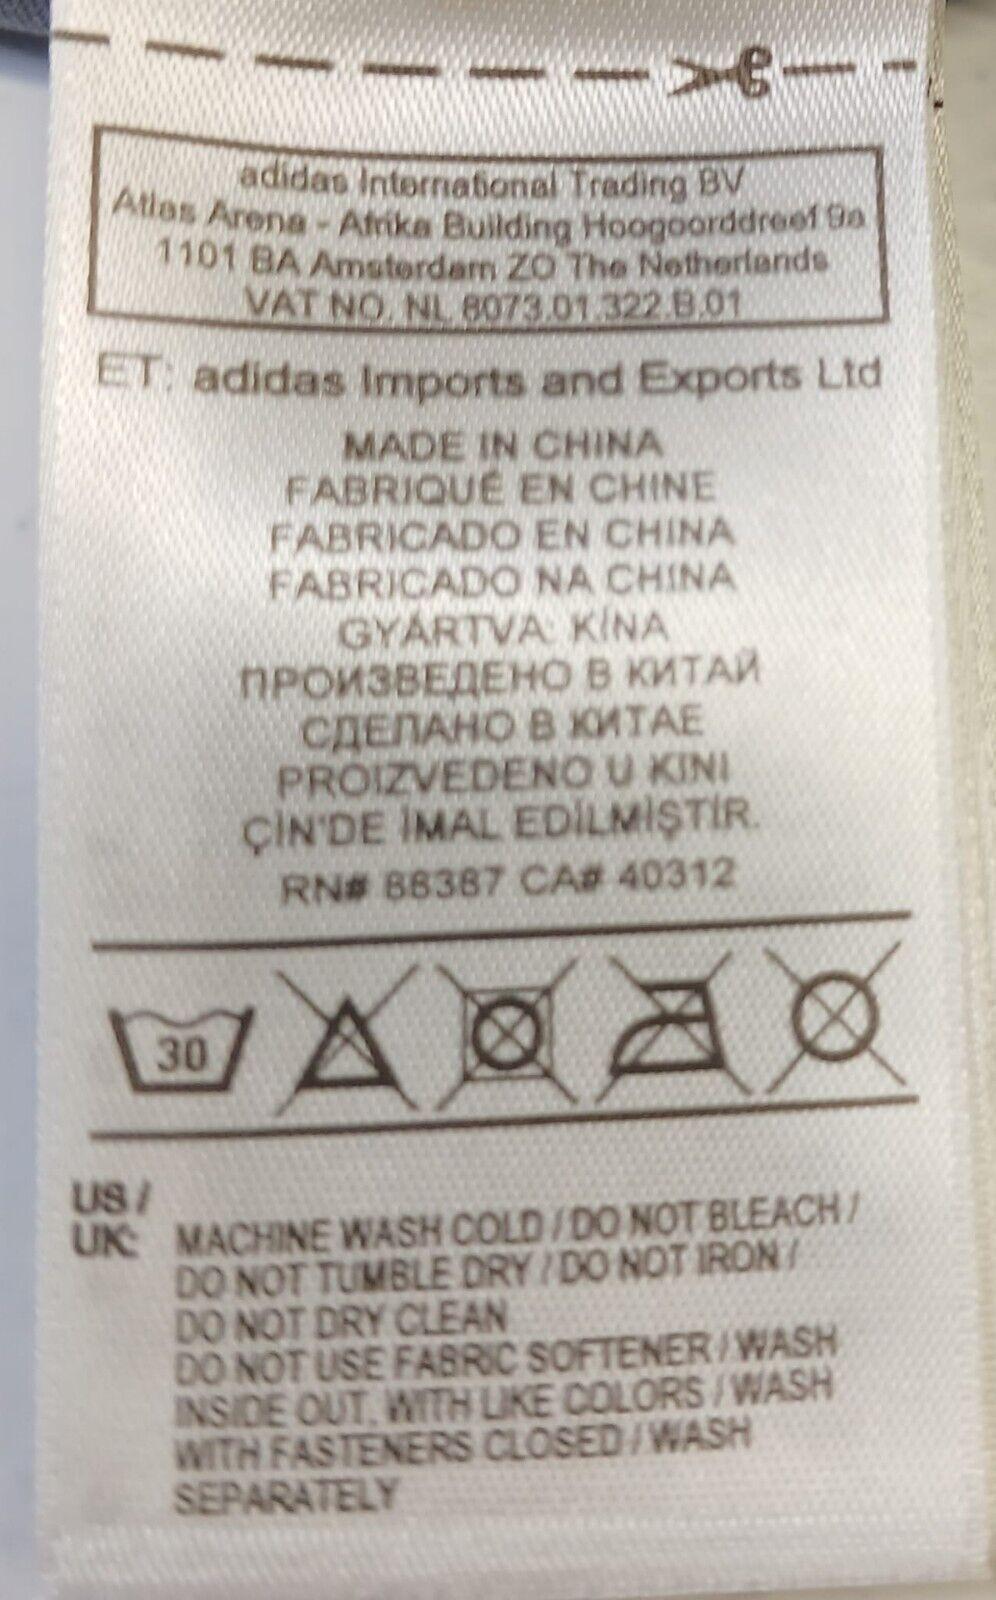 adidas International Trading BV
Atlas Arena - Afrika Building Hoogoorddreef 9a
1101 BA Amsterdam ZO The Netherlands
VAT NO. NL 8073.01.322.B.01
ET: adidas Imports and Exports Ltd
MADE IN CHINA
FABRIQUÉ EN CHINE
FABRICADO EN CHINA
FABRICADO NA CHINA
GYÁRTVA: KÍNA
ПРОИЗВЕДЕНО В КИТАЙ
СДЕЛАНО В КИТАЕ
PROIZVEDENO U KINI
ÇİN'DE İMAL EDİLMİŞTİR.
RN# 88387 CA# 40312
30
US /
UK: MACHINE WASH COLD / DO NOT BLEACH /
DO NOT TUMBLE DRY / DO NOT IRON /
DO NOT DRY CLEAN
DO NOT USE FABRIC SOFTENER / WASH
INSIDE OUT, WITH LIKE COLORS / WASH
WITH FASTENERS CLOSED / WASH
SEPARATELY